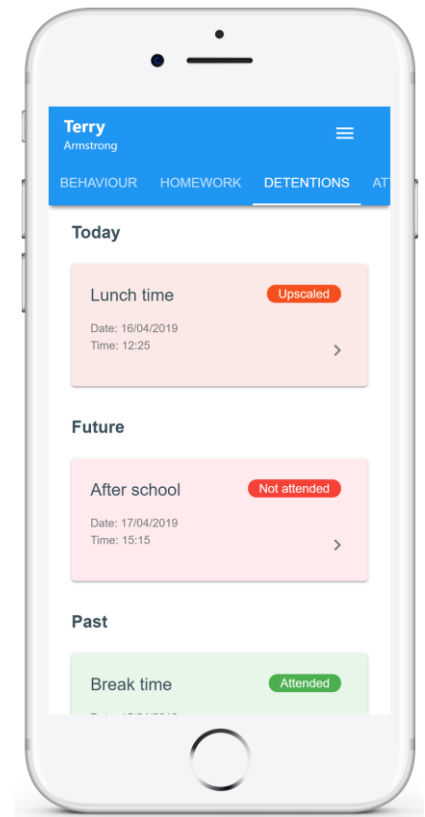 Terry
Armstrong
BEHAVIOUR HOMEWORK DETENTIONS AT
Today
Lunch time
Upscaled
Date: 16/04/2019
Time: 12:25
Future
After school
Not attended
Date: 17/04/2019
Time: 15:15
Past
Break time
Attended